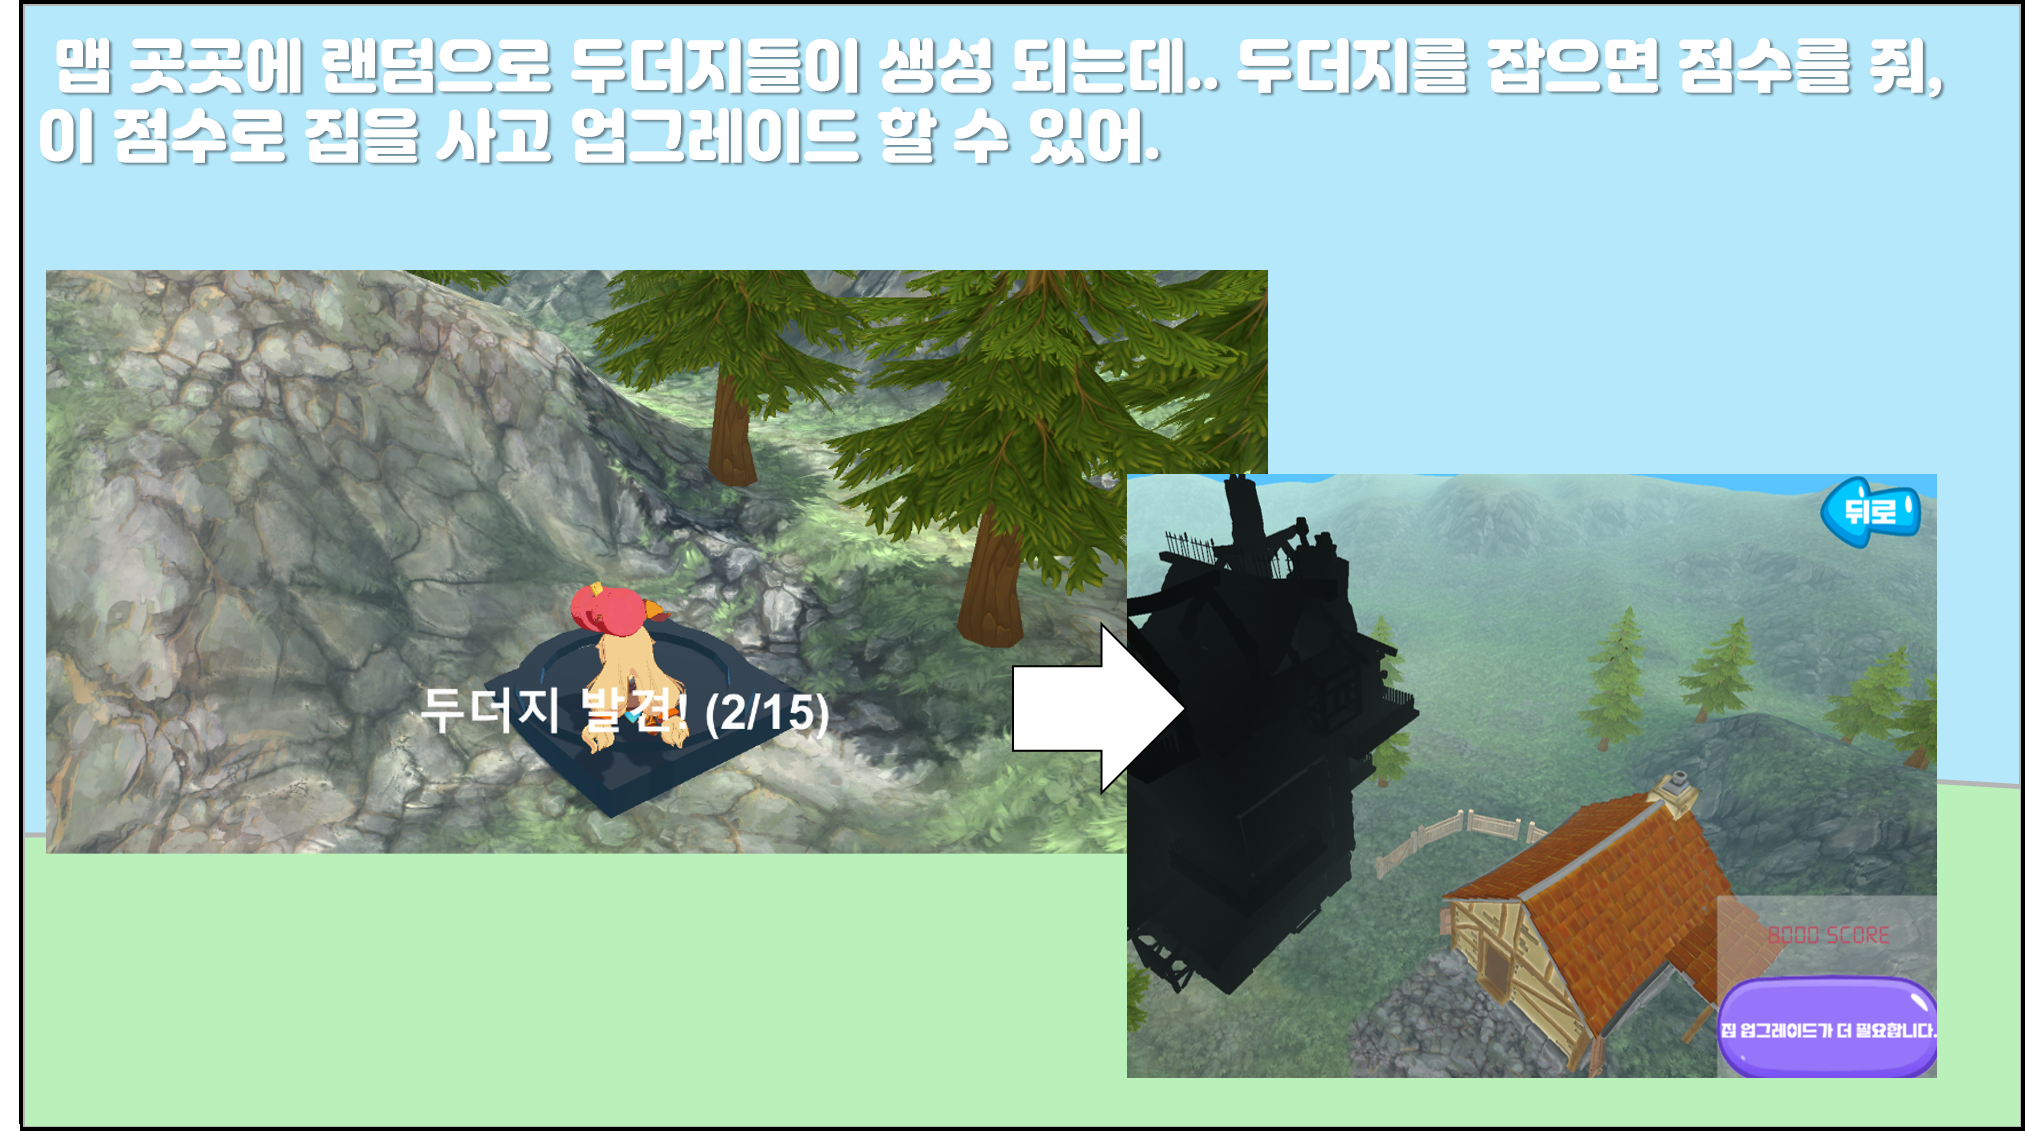 맵 곳곳에 랜덤으로 두더지들이 생성 되는데.. 두더지를 잡으면 점수를 줘,
이 점수로 집을 사고 업그레이드 할 수 있어.
두더지 발견! (2/15)
뒤로
8000 SCORE
집 업그레이드가 더 필요합니다.